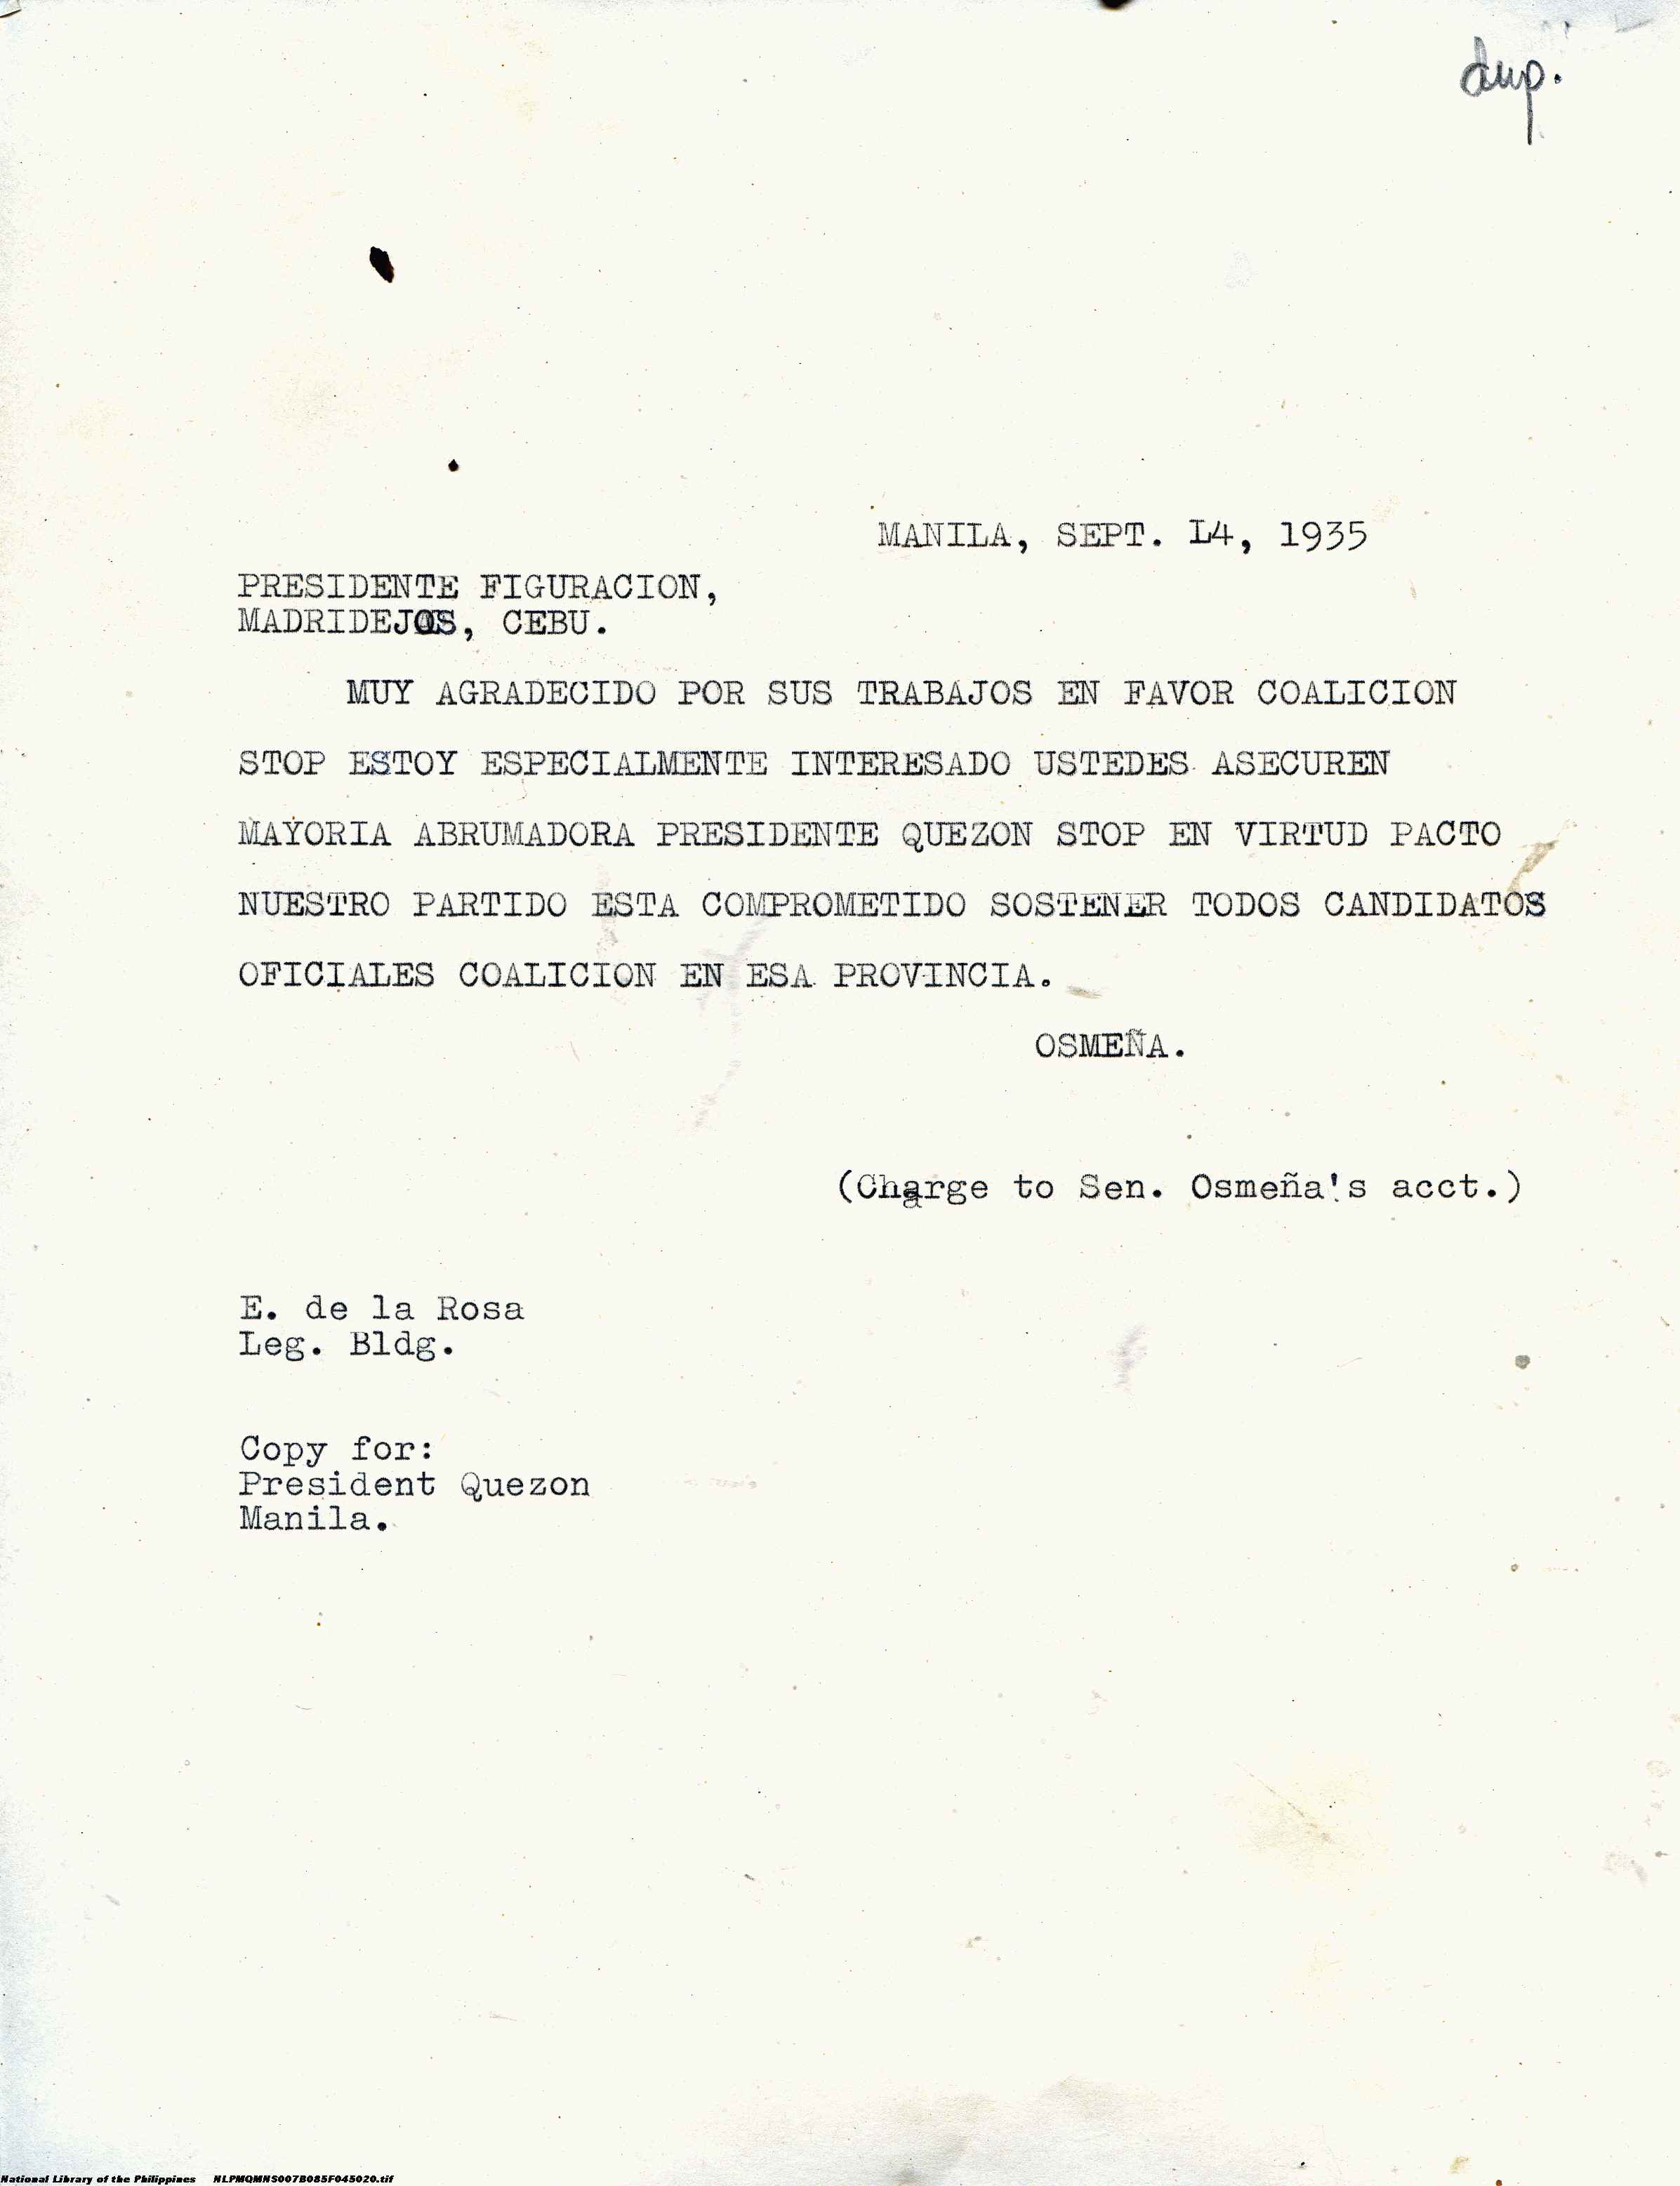 dup.
MANILA, SEPT. L4, 1935
PRESIDENTE FIGURACION,
MADRIDEJOS, CEBU.
MUY AGRADECIDO POR SUS TRABAJOS EN FAVOR COALICION
STOP ESTOY ESPECIALMENTE INTERESADO USTEDES ASECUREN
MAYORIA ABRUMADORA PRESIDENTE QUEZON STOP EN VIRTUD PACTO
NUESTRO PARTIDO ESTA COMPROMETIDO SOSTENER TODOS CANDIDATOS
OFICIALES COALICION EN ESA PROVINCIA.
OSMEÑA.
(Charge to Sen. Osmeña's acct.)
E. de la Rosa
Leg. Bldg.
Copy for:
President Quezon
Manila.
National Library of the Philippines NLPMQMNS007B085F045020.tif